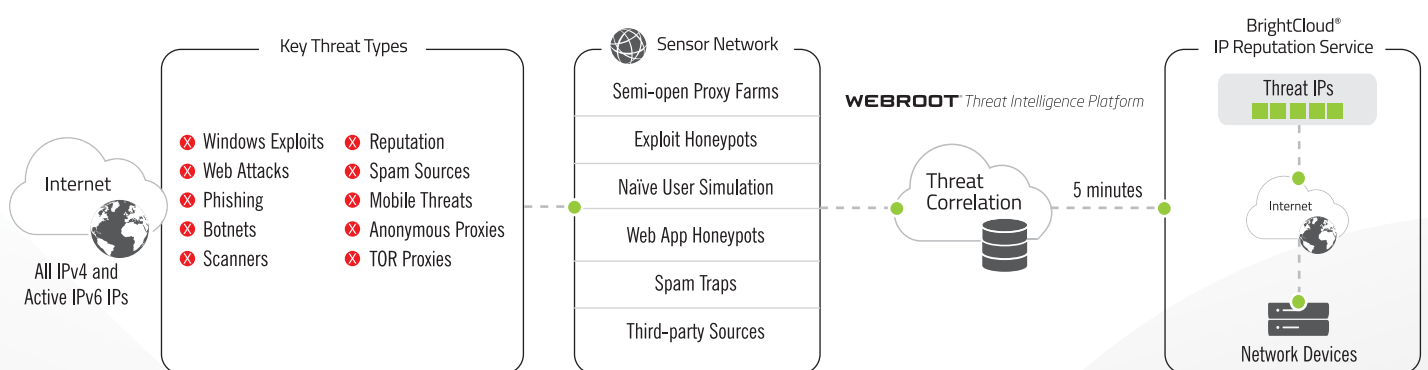 Internet
All IPv4 and
Active IPv6 IPs
Key Threat Types
Windows Exploits
Web Attacks
Phishing
Botnets
Scanners
Reputation
Spam Sources
Mobile Threats
Anonymous Proxies
TOR Proxies
Sensor Network
Semi-open Proxy Farms
Exploit Honeypots
Naïve User Simulation
Web App Honeypots
Spam Traps
Third-party Sources
WEBROOT® Threat Intelligence Platform
Threat
Correlation
5 minutes
BrightCloud®
IP Reputation Service
Threat IPs
Internet
Network Devices